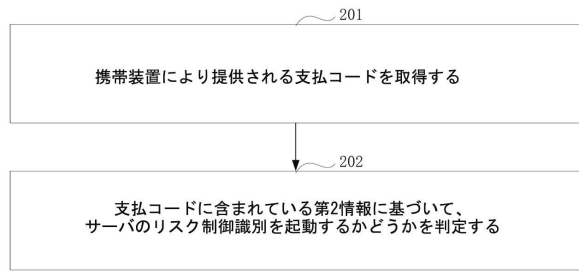 201
携帯装置により提供される支払コードを取得する
202
支払コードに含まれている第2情報に基づいて、
サーバのリスク制御識別を起動するかどうかを判定する